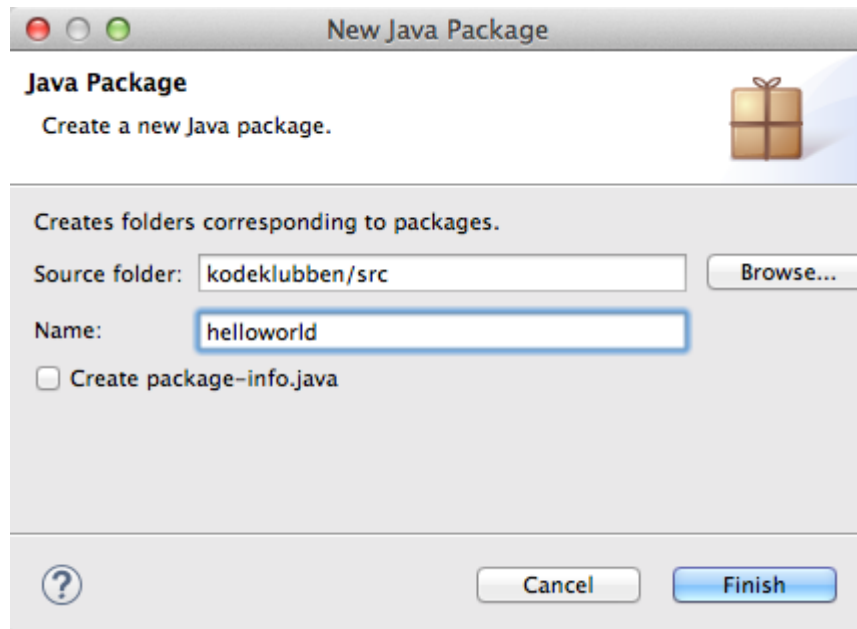 New Java Package
Java Package
Create a new Java package.
Creates folders corresponding to packages.
Source folder: kodeklubben/src Browse...
Name: helloworld
Create package-info.java
? Cancel Finish